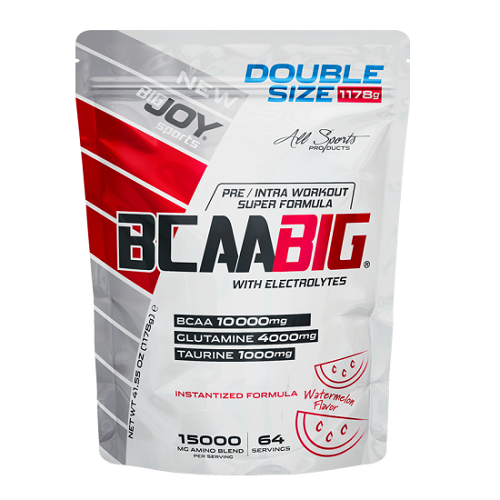 NEW
BIG
JOY
sports
DOUBLE
SIZE 1178g
All Sports
PRODUCTS
PRE / INTRA WORKOUT
SUPER FORMULA
BCAABIG®
WITH ELECTROLYTES
BCAA 10000mg
GLUTAMINE 4000mg
TAURINE 1000mg
NET WT 41.55 OZ (1178g) e
INSTANTIZED FORMULA
Watermelon
Flavor
15000
MG AMINO BLEND
PER SERVING
64
SERVINGS